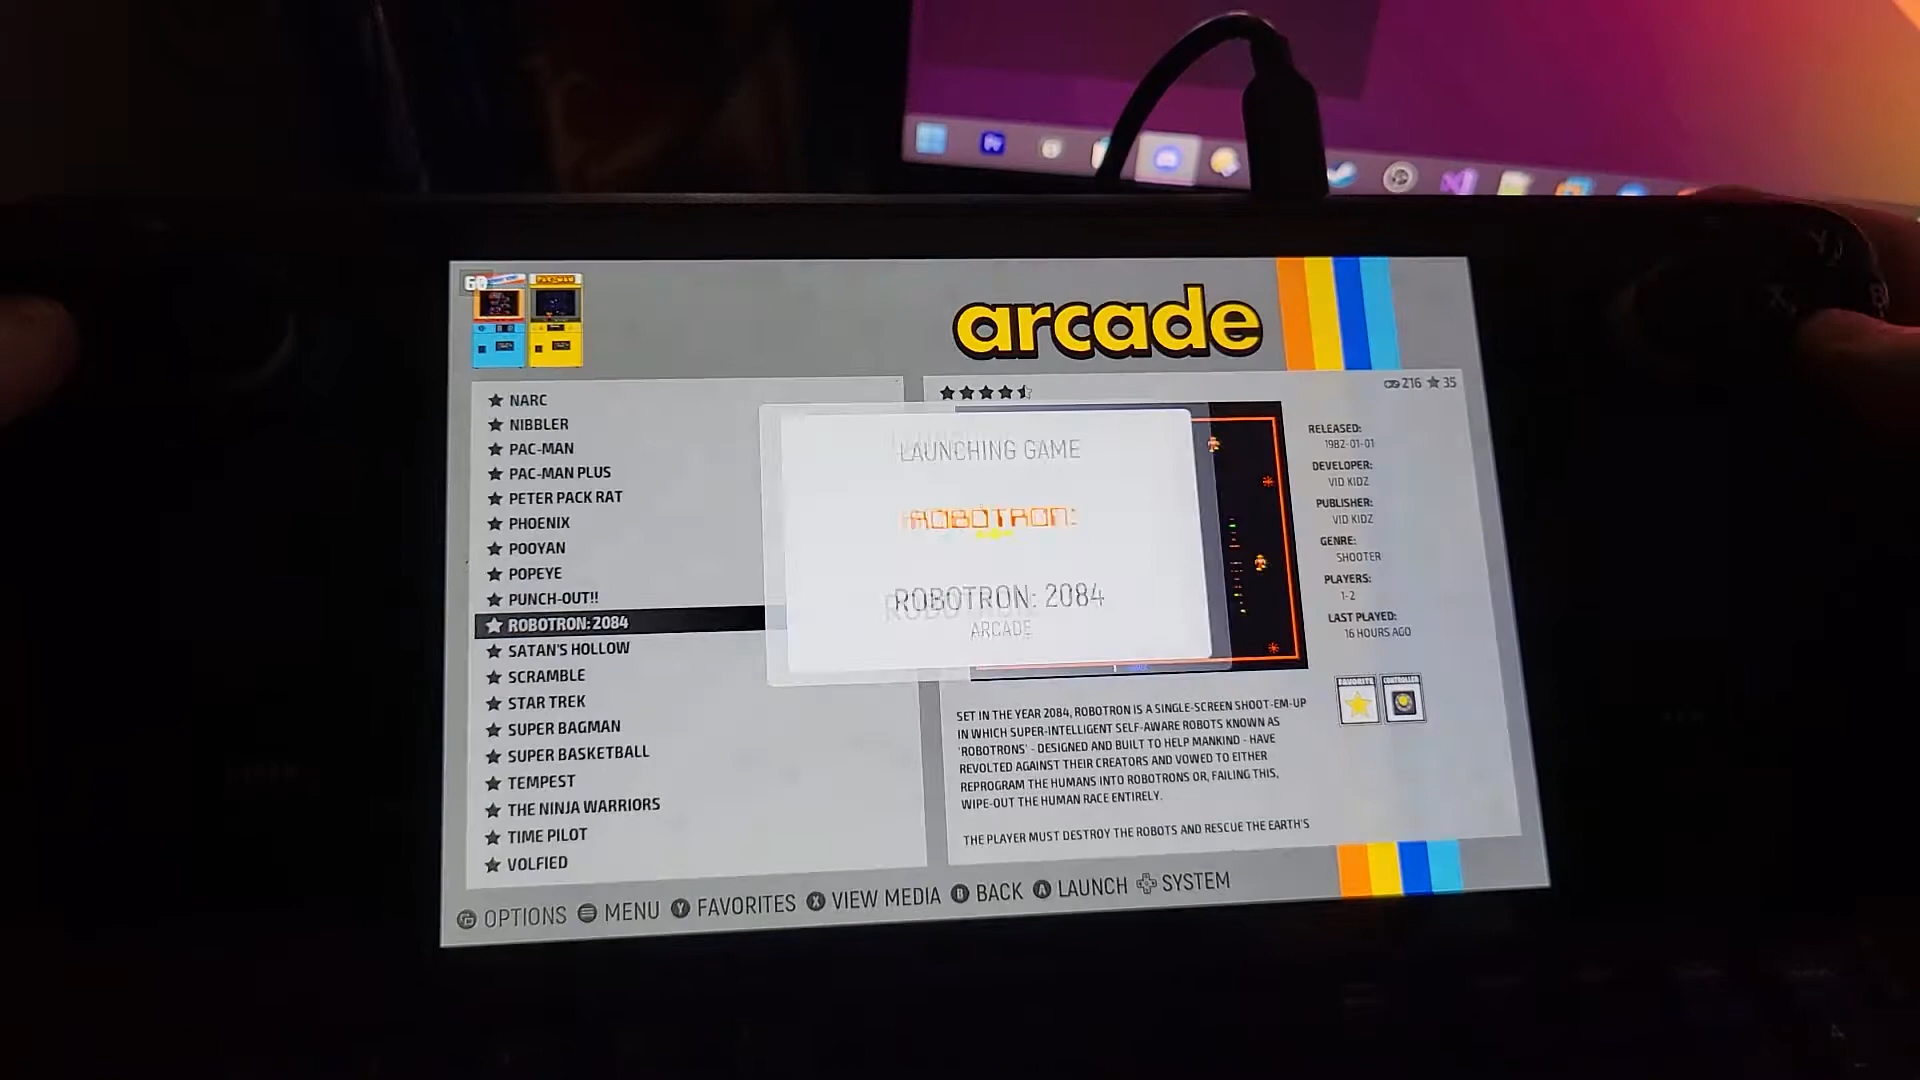 Y
X
B
60
PAC-MAN
arcade
216 35
NARC
NIBBLER
PAC-MAN
PAC-MAN PLUS
PETER PACK RAT
PHOENIX
POOYAN
POPEYE
PUNCH-OUT!!
ROBOTRON: 2084
SATAN'S HOLLOW
SCRAMBLE
STAR TREK
SUPER BAGMAN
SUPER BASKETBALL
TEMPEST
THE NINJA WARRIORS
TIME PILOT
VOLFIED
LAUNCHING GAME
ROBOTRON:
ROBOTRON: 2084
ARCADE
RELEASED:
1982-01-01
DEVELOPER:
VID KIDZ
PUBLISHER:
VID KIDZ
GENRE:
SHOOTER
PLAYERS:
1-2
LAST PLAYED:
16 HOURS AGO
FAVORITE CONTROLLER
SET IN THE YEAR 2084, ROBOTRON IS A SINGLE-SCREEN SHOOT-EM-UP
IN WHICH SUPER-INTELLIGENT SELF-AWARE ROBOTS KNOWN AS
'ROBOTRONS' - DESIGNED AND BUILT TO HELP MANKIND - HAVE
REVOLTED AGAINST THEIR CREATORS AND VOWED TO EITHER
REPROGRAM THE HUMANS INTO ROBOTRONS OR, FAILING THIS,
WIPE-OUT THE HUMAN RACE ENTIRELY.
THE PLAYER MUST DESTROY THE ROBOTS AND RESCUE THE EARTH'S
OPTIONS MENU Y FAVORITES X VIEW MEDIA B BACK A LAUNCH SYSTEM